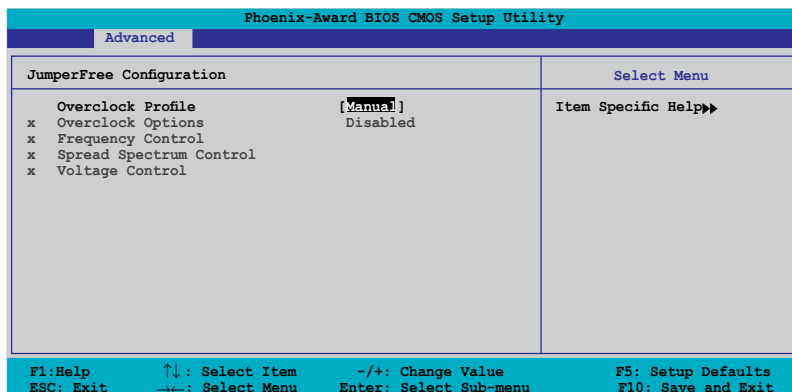 Phoenix-Award BIOS CMOS Setup Utility
Advanced
JumperFree Configuration
Select Menu
Overclock Profile [Manual]
x Overclock Options Disabled
x Frequency Control
x Spread Spectrum Control
x Voltage Control
Item Specific Help▶▶
F1:Help ↑↓: Select Item -/+: Change Value F5: Setup Defaults
ESC: Exit →←: Select Menu Enter: Select Sub-menu F10: Save and Exit